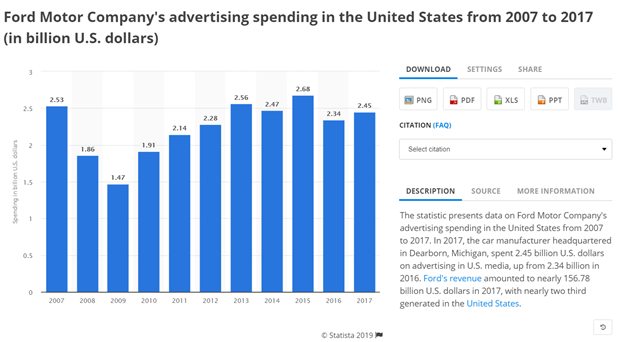 Ford Motor Company's advertising spending in the United States from 2007 to 2017
(in billion U.S. dollars)
Spending in billion U.S. dollars
3
2.5
2
1.5
1
0.5
0
2.53
1.86
1.47
1.91
2.14
2.28
2.56
2.47
2.68
2.34
2.45
2007 2008 2009 2010 2011 2012 2013 2014 2015 2016 2017
© Statista 2019
DOWNLOAD SETTINGS SHARE
PNG PDF XLS PPT TWB
CITATION (FAQ)
Select citation
DESCRIPTION SOURCE MORE INFORMATION
The statistic presents data on Ford Motor Company's
advertising spending in the United States from 2007
to 2017. In 2017, the car manufacturer headquartered
in Dearborn, Michigan, spent 2.45 billion U.S. dollars
on advertising in U.S. media, up from 2.34 billion in
2016. Ford's revenue amounted to nearly 156.78
billion U.S. dollars in 2017, with nearly two third
generated in the United States.